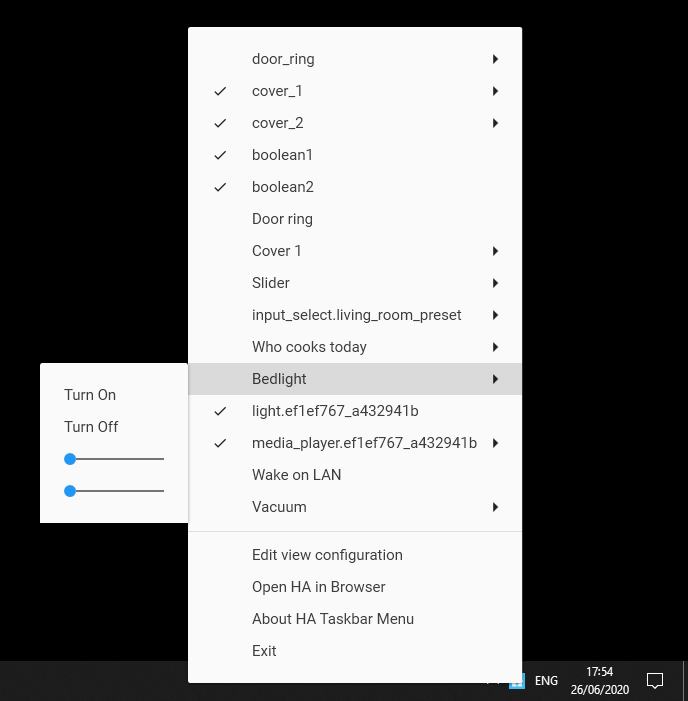 door_ring
cover_1
cover_2
boolean1
boolean2
Door ring
Cover 1
Slider
input_select.living_room_preset
Who cooks today
Bedlight
light.ef1ef767_a432941b
media_player.ef1ef767_a432941b
Wake on LAN
Vacuum
Turn On
Turn Off
Edit view configuration
Open HA in Browser
About HA Taskbar Menu
Exit
ENG
17:54
26/06/2020